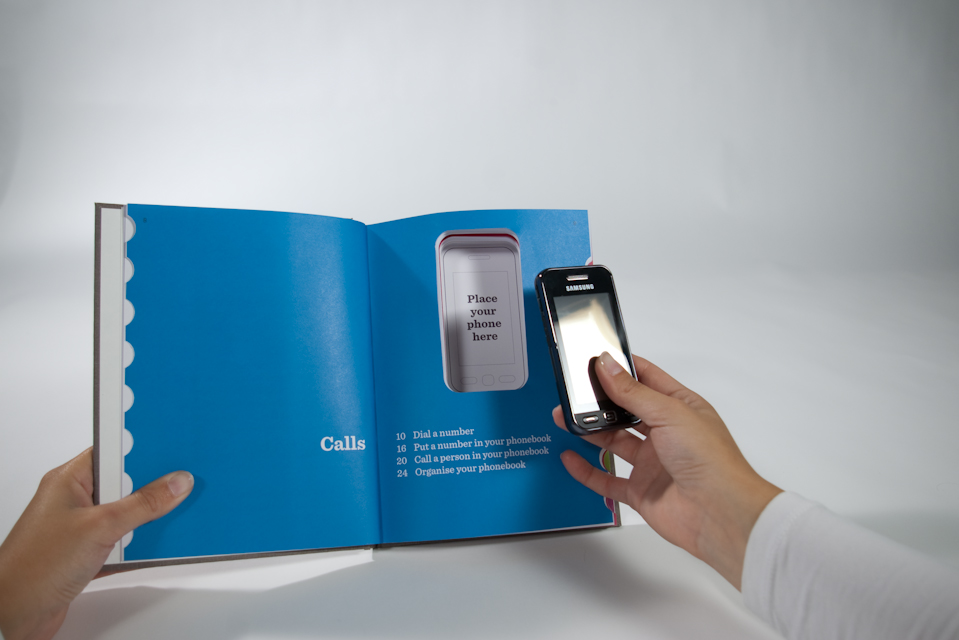 Calls
Place
your
phone
here
10 Dial a number
16 Put a number in your phonebook
20 Call a person in your phonebook
24 Organise your phonebook
SAMSUNG